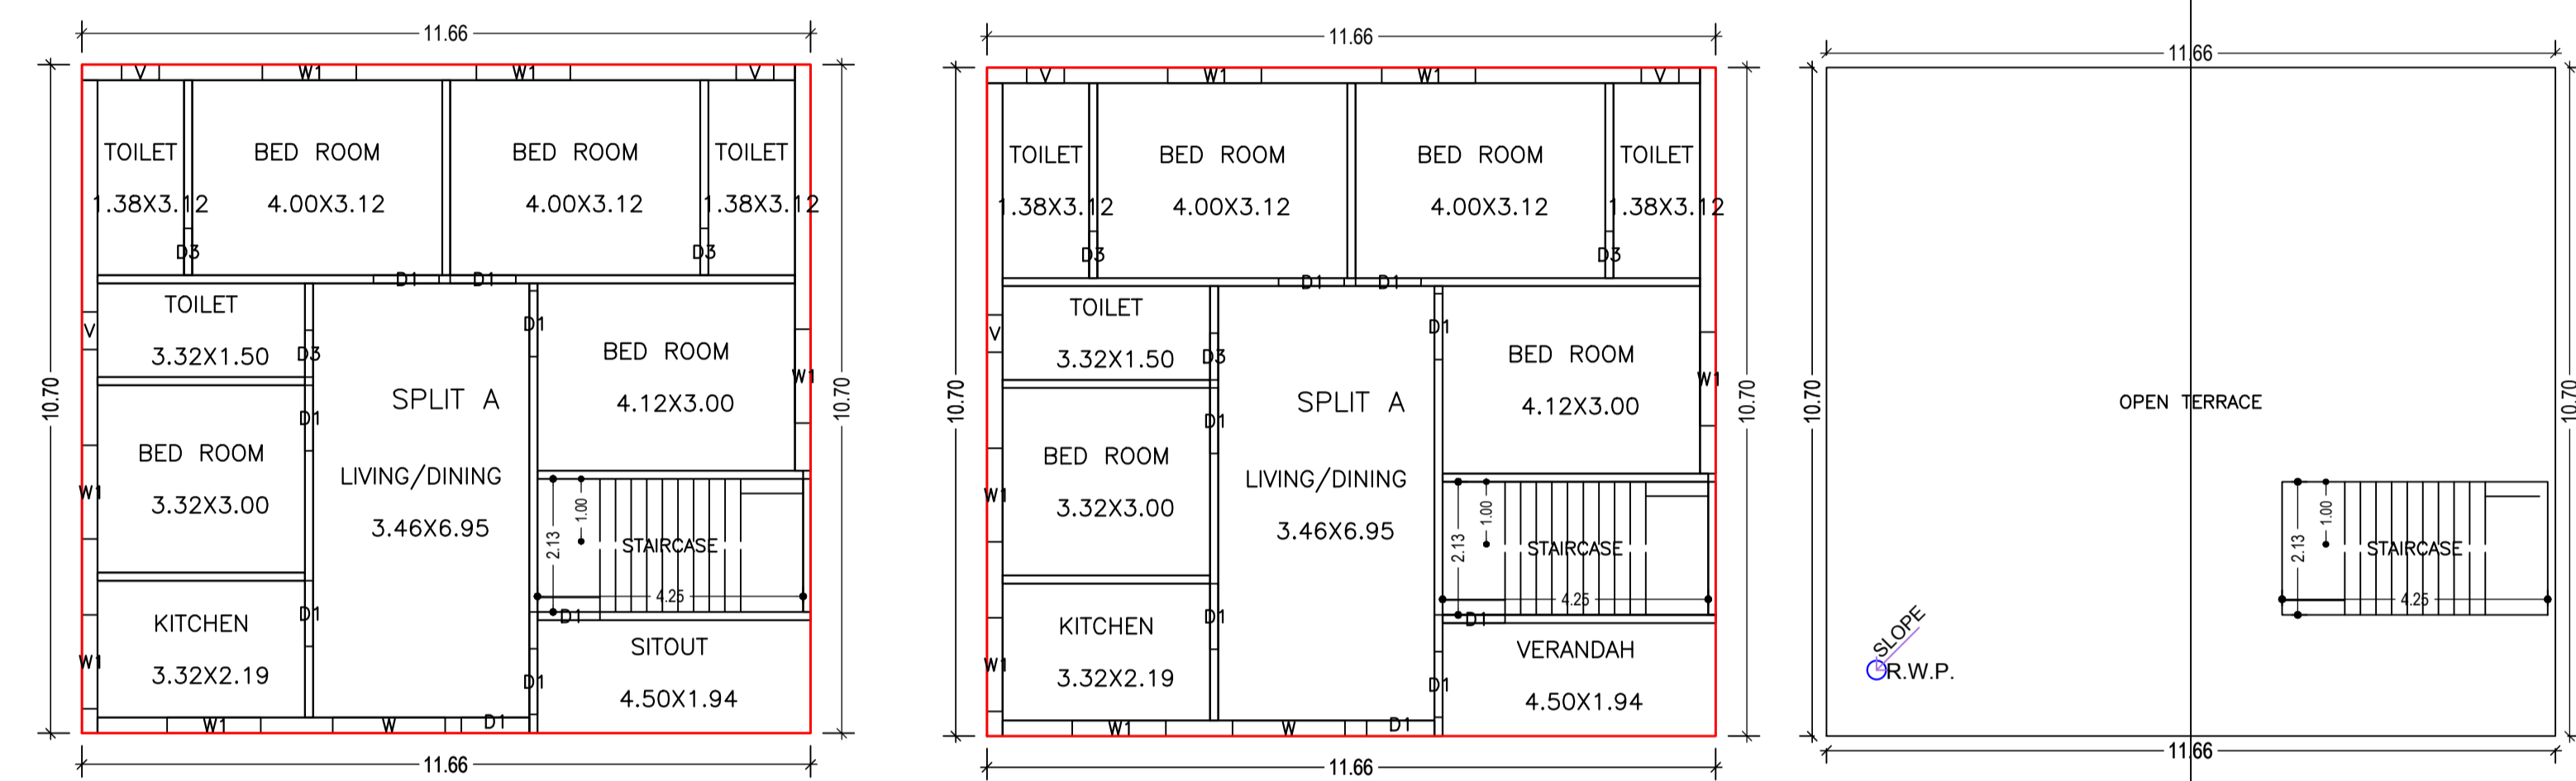 11.66
V
W1
W1
V
TOILET
1.38X3.12
BED ROOM
4.00X3.12
BED ROOM
4.00X3.12
TOILET
1.38X3.12
D3
D3
D1
D1
TOILET
3.32X1.50
V
D3
D1
BED ROOM
4.12X3.00
W1
10.70
10.70
SPLIT A
D1
BED ROOM
3.32X3.00
W1
LIVING/DINING
3.46X6.95
1.00
2.13
STAIRCASE
4.25
D1
D1
KITCHEN
3.32X2.19
W1
SITOUT
4.50X1.94
D1
W1
W
D1
11.66
11.66
V
W1
W1
V
TOILET
1.38X3.12
BED ROOM
4.00X3.12
BED ROOM
4.00X3.12
TOILET
1.38X3.12
D3
D3
D1
D1
TOILET
3.32X1.50
V
D3
D1
BED ROOM
4.12X3.00
W1
10.70
10.70
SPLIT A
D1
BED ROOM
3.32X3.00
W1
LIVING/DINING
3.46X6.95
1.00
2.13
STAIRCASE
4.25
D1
D1
KITCHEN
3.32X2.19
W1
VERANDAH
4.50X1.94
D1
W1
W
D1
11.66
11.66
10.70
10.70
OPEN TERRACE
1.00
2.13
STAIRCASE
4.25
SLOPE
R.W.P.
11.66